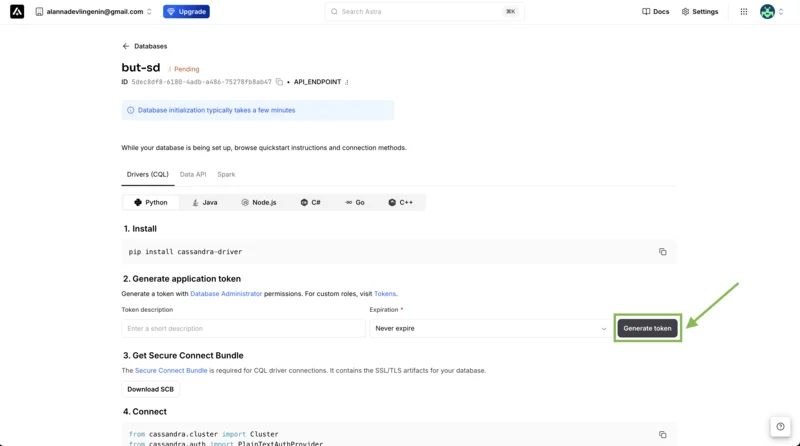 alannadevlingenin@gmail.com
Upgrade
Search Astra
⌘K
Docs
Settings
Databases
but-sd
Pending
ID 5dec8df8-6180-4adb-a486-75278fb8ab47 • API_ENDPOINT
Database initialization typically takes a few minutes
While your database is being set up, browse quickstart instructions and connection methods.
Drivers (CQL) Data API Spark
Python Java Node.js C# Go C++
1. Install
pip install cassandra-driver
2. Generate application token
Generate a token with Database Administrator permissions. For custom roles, visit Tokens.
Token description Expiration *
Enter a short description Never expire Generate token
3. Get Secure Connect Bundle
The Secure Connect Bundle is required for CQL driver connections. It contains the SSL/TLS artifacts for your database.
Download SCB
4. Connect
from cassandra.cluster import Cluster
from cassandra.auth import PlainTextAuthProvider